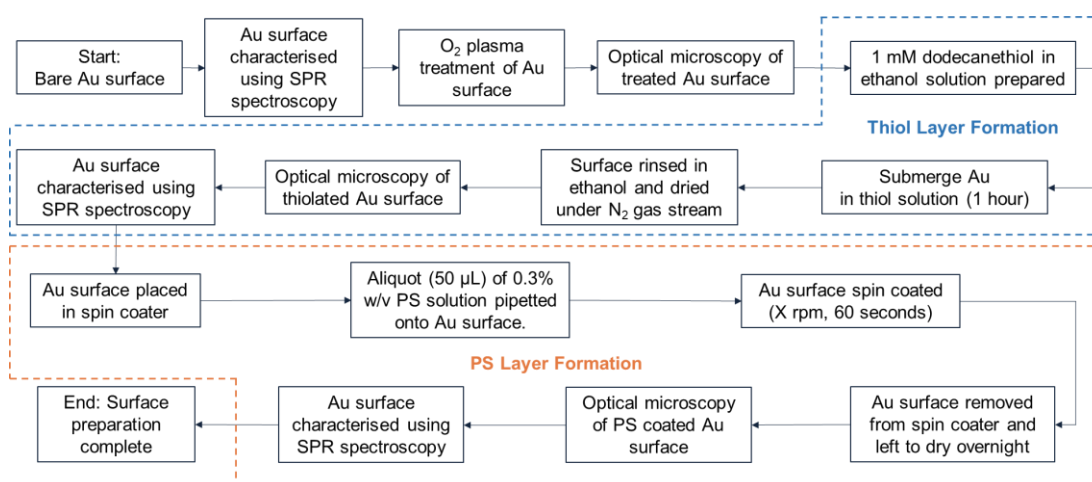 Start:
Bare Au surface
Au surface
characterised
using SPR
spectroscopy
O₂ plasma
treatment of Au
surface
Optical microscopy of
treated Au surface
1 mM dodecanethiol in
ethanol solution prepared
Thiol Layer Formation
Submerge Au
in thiol solution (1 hour)
Surface rinsed in
ethanol and dried
under N₂ gas stream
Optical microscopy of
thiolated Au surface
Au surface
characterised using
SPR spectroscopy
Au surface placed
in spin coater
Aliquot (50 µL) of 0.3%
w/v PS solution pipetted
onto Au surface.
Au surface spin coated
(X rpm, 60 seconds)
PS Layer Formation
Au surface removed
from spin coater and
left to dry overnight
Optical microscopy
of PS coated Au
surface
Au surface
characterised using
SPR spectroscopy
End: Surface
preparation
complete